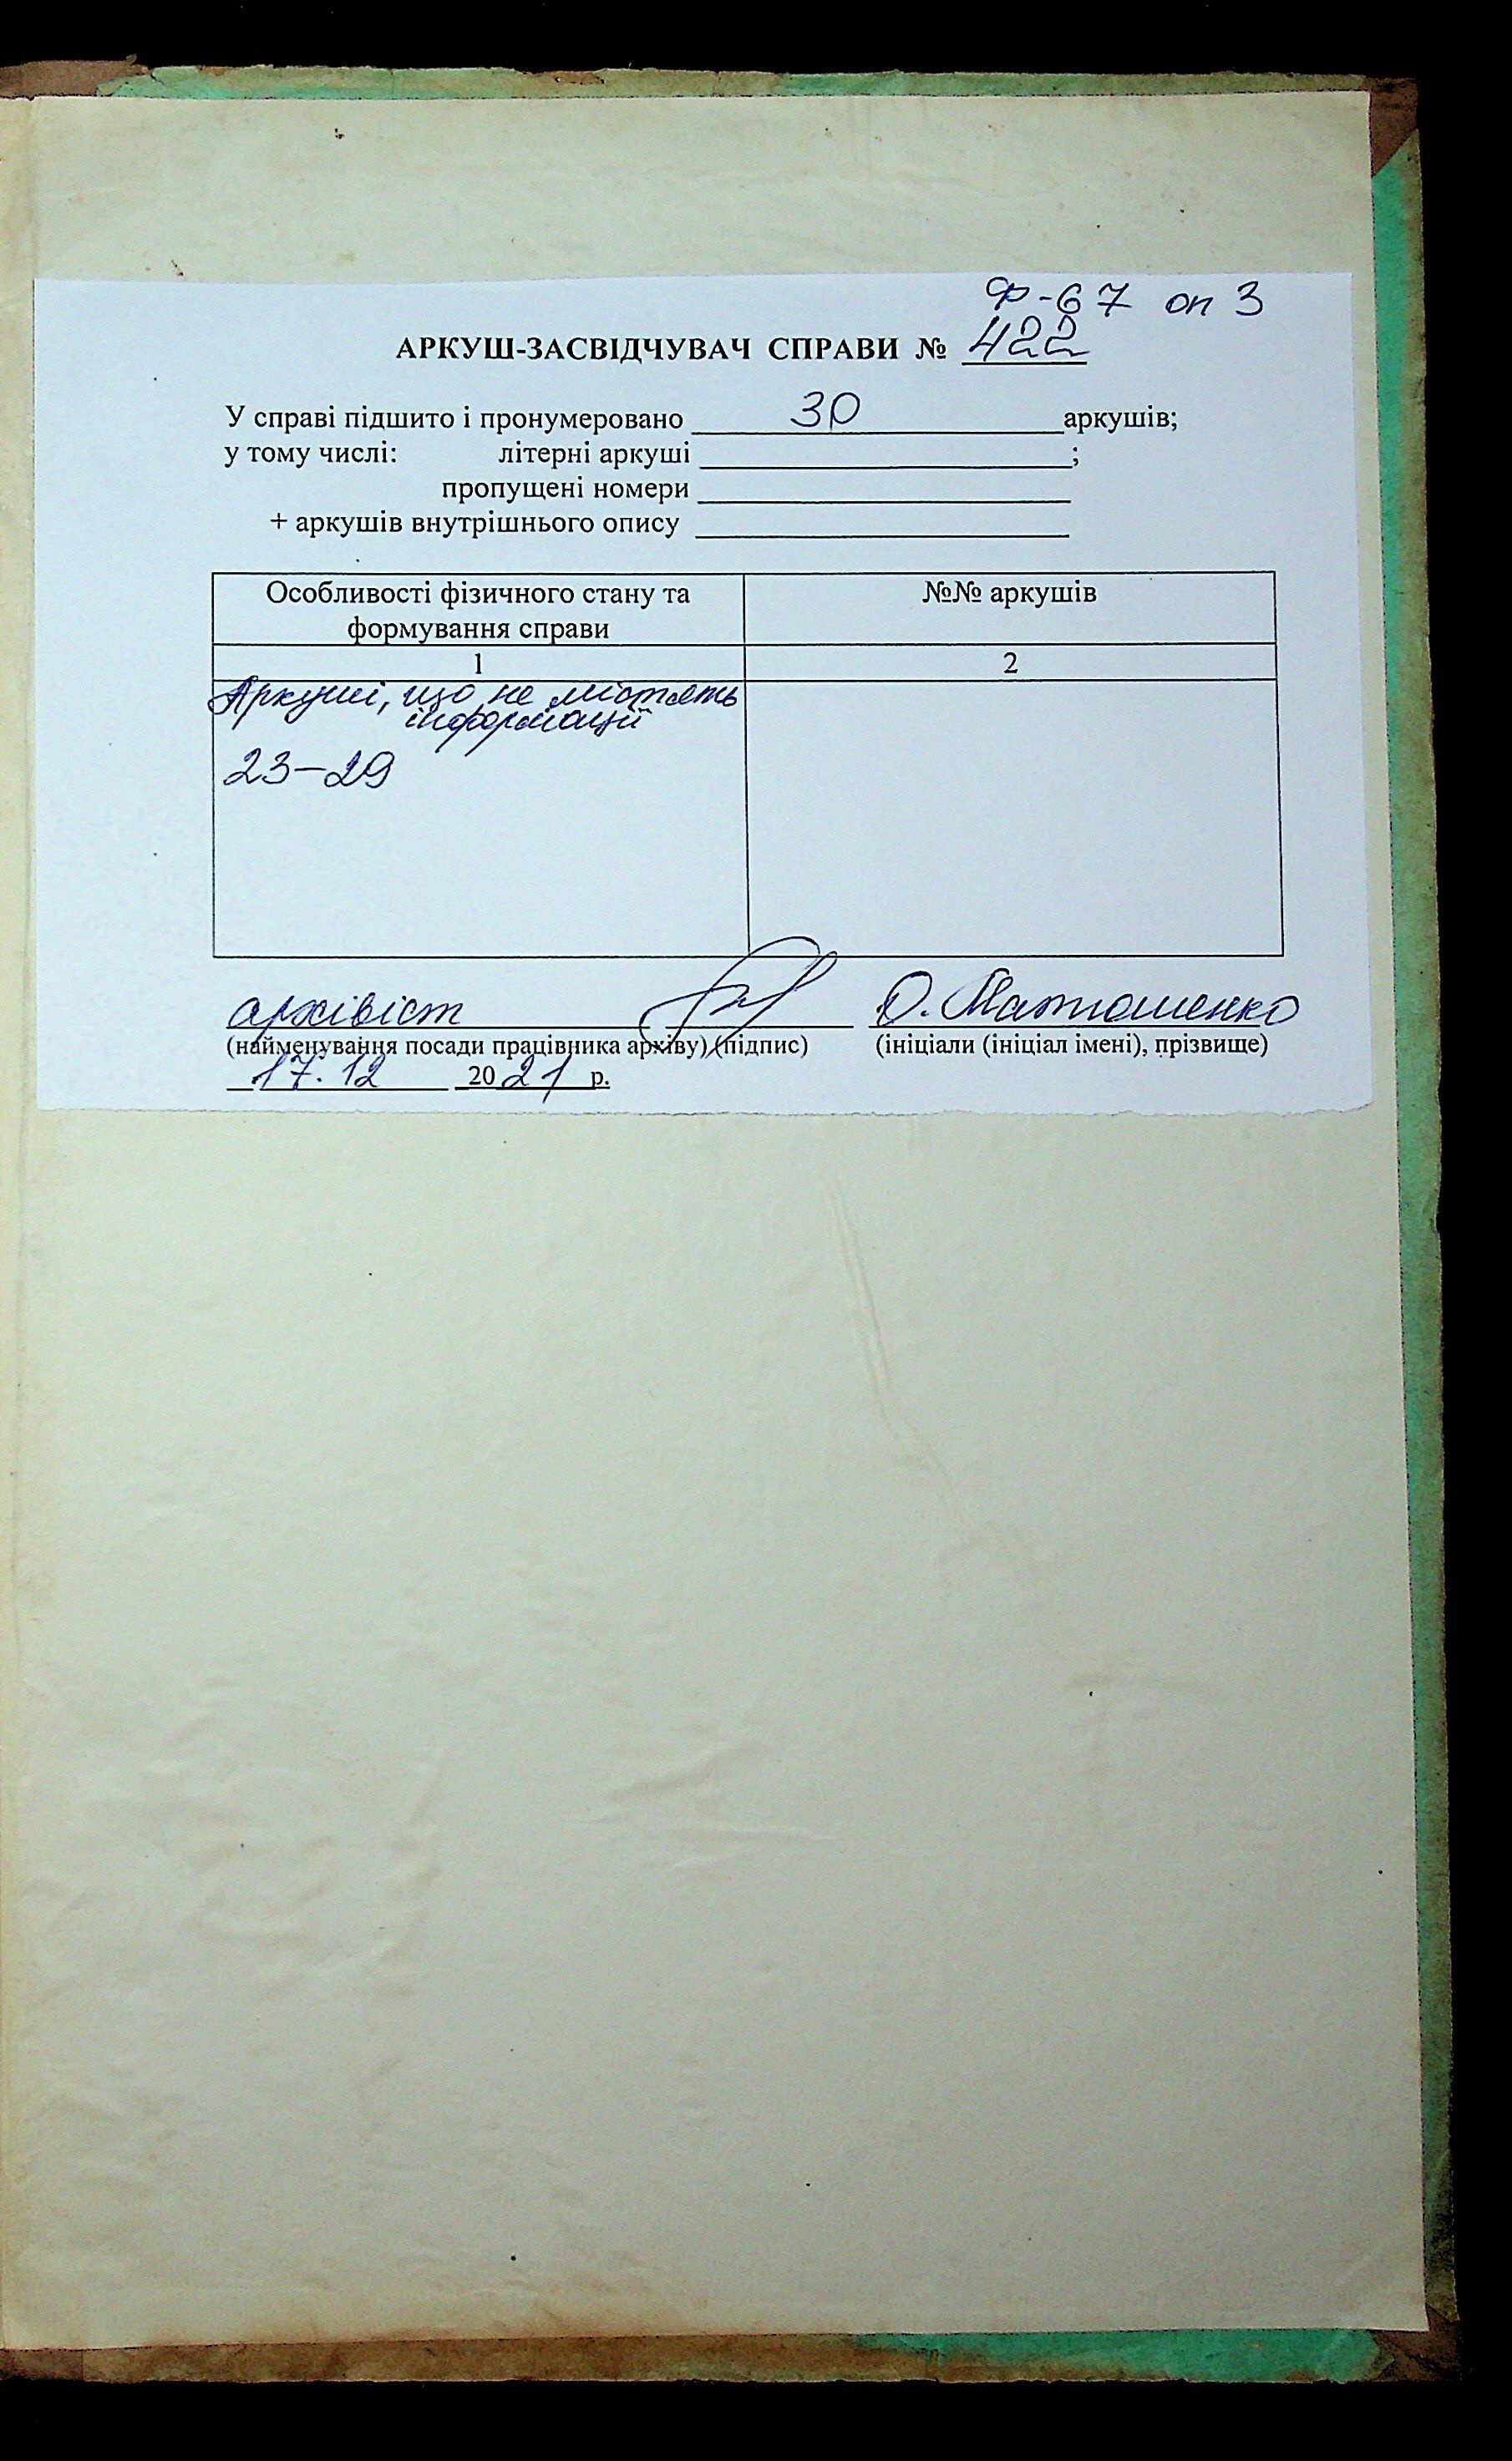 Ф-67 оп 3
АРКУШ-ЗАСВІДЧУВАЧ СПРАВИ № 422
У справі підшито і пронумеровано 30 аркушів;
у тому числі: літерні аркуші ;
пропущені номери
+ аркушів внутрішнього опису
Особливості фізичного стану та №№ аркушів
формування справи
1 2
Аркуші, що не містять
інформації
23-29
архівіст О. Матюшенко
(найменування посади працівника архіву) (підпис) (ініціали (ініціал імені), прізвище)
17.12 2021 р.